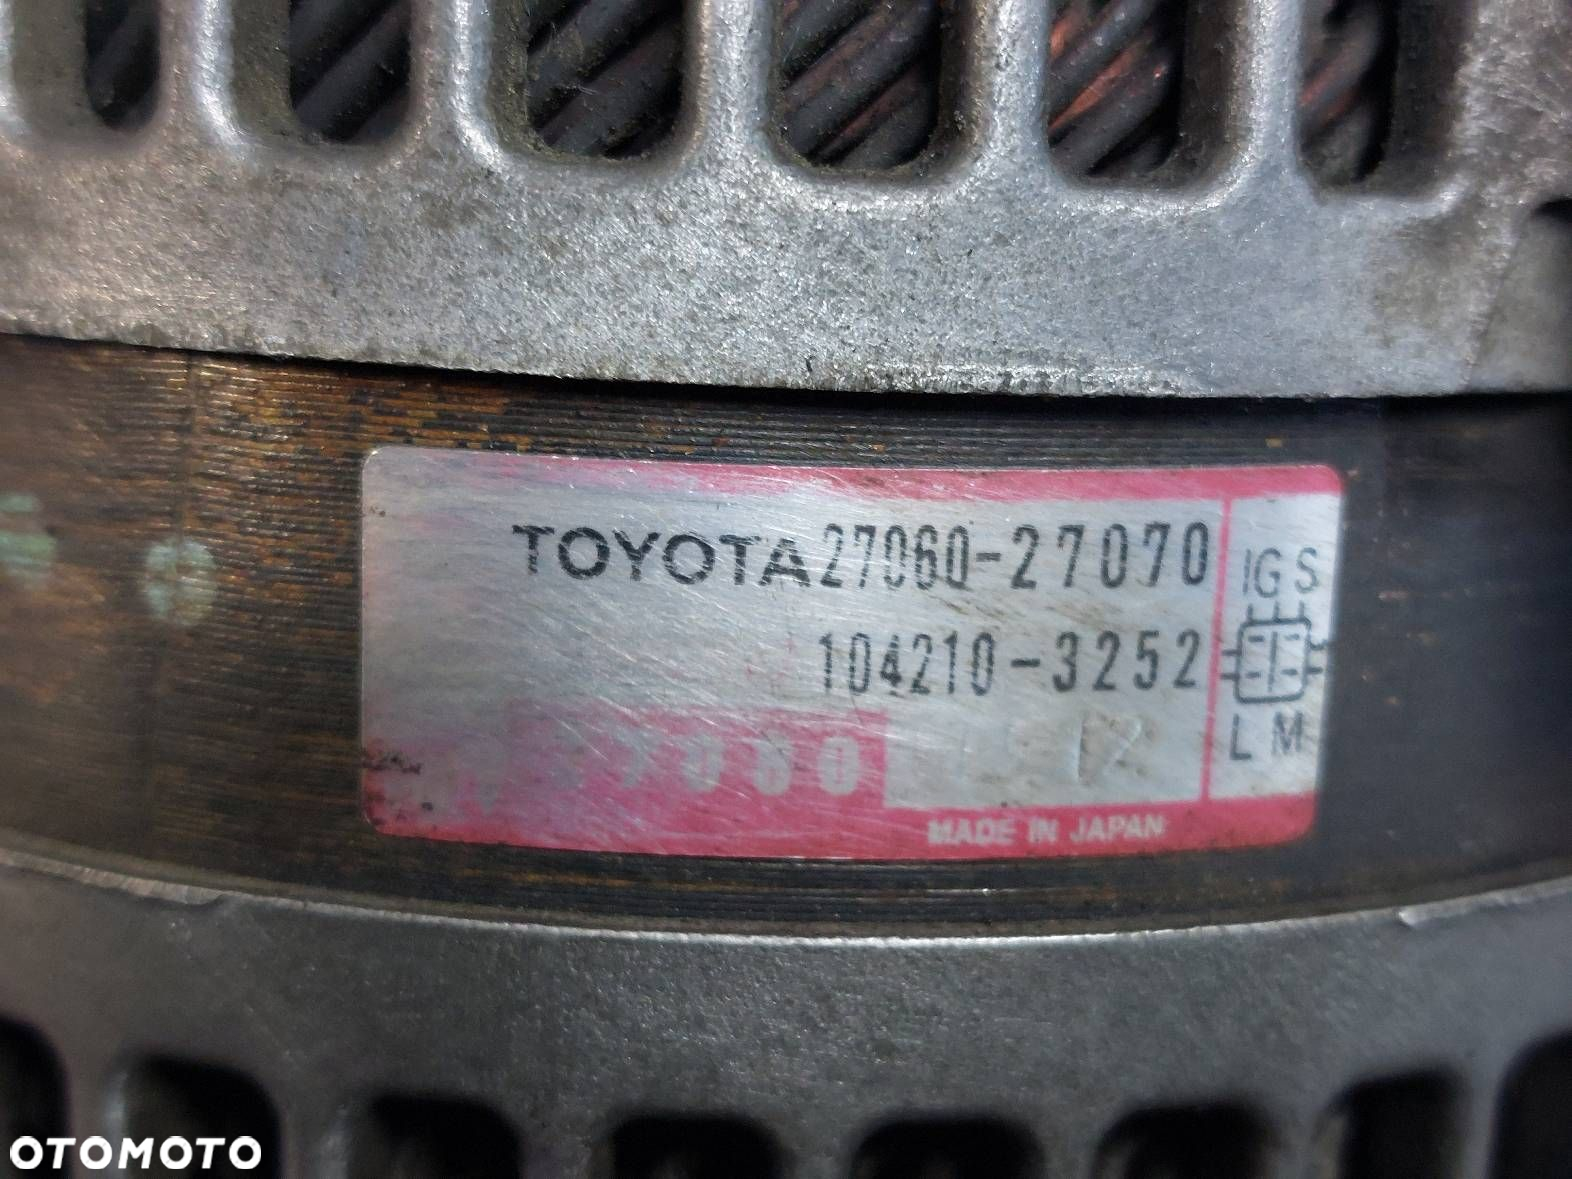 TOYOTA 27060-27070
104210-3252
IG S
L M
MADE IN JAPAN
OTOMOTO